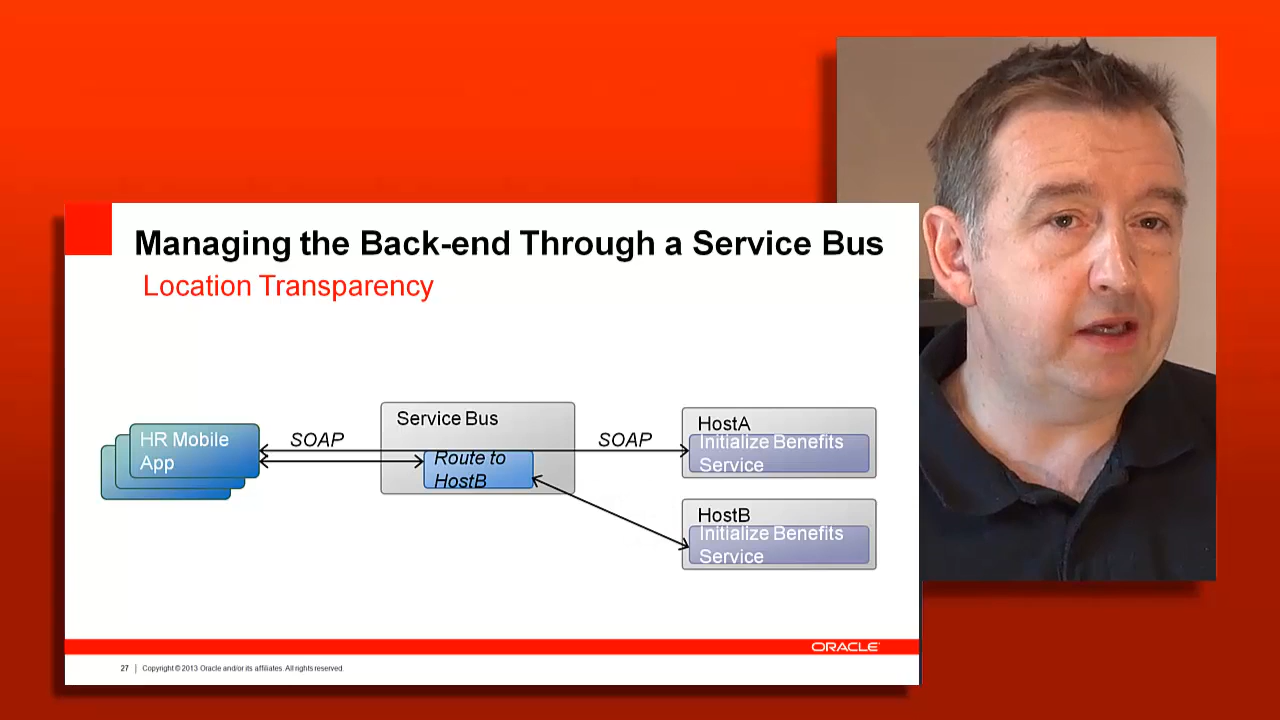 Managing the Back-end Through a Service Bus
Location Transparency
HR Mobile
App
SOAP
Service Bus
Route to
HostB
SOAP
HostA
Initialize Benefits
Service
HostB
Initialize Benefits
Service
ORACLE
27 | Copyright © 2013 Oracle and/or its affiliates. All rights reserved.